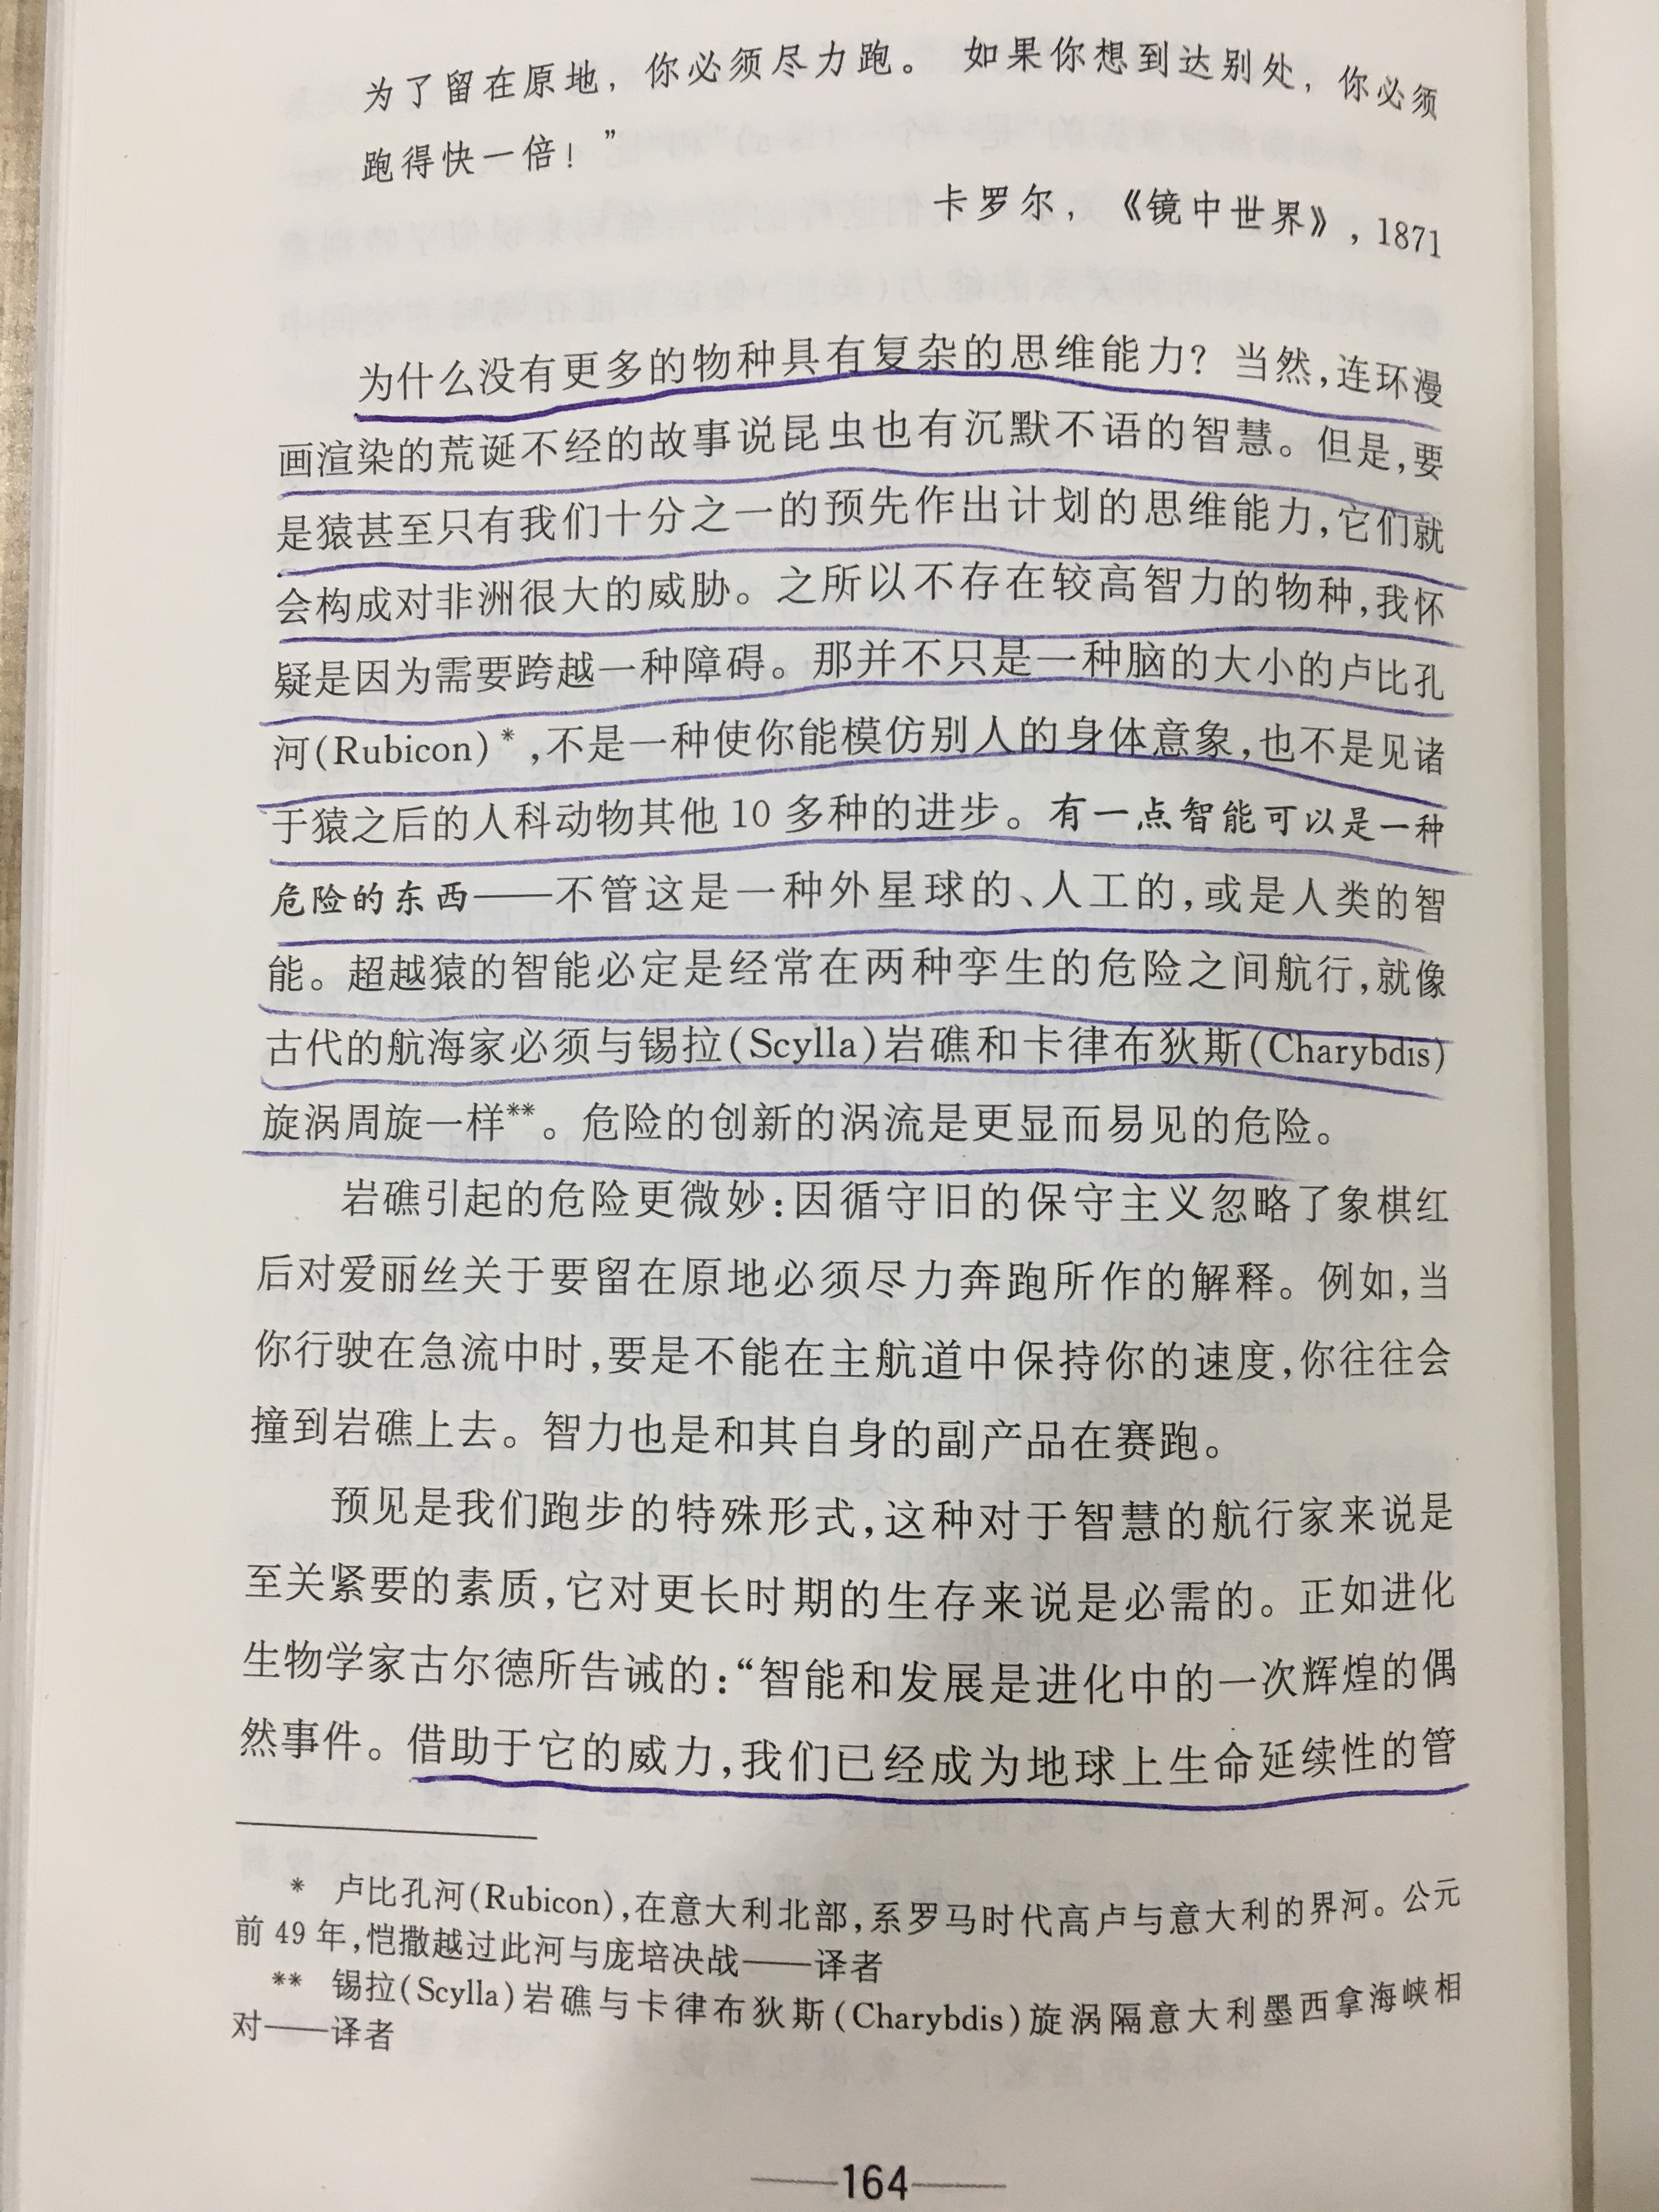 为了留在原地，你必须尽力跑。 如果你想到达别处，你必须
跑得快一倍！”
卡罗尔，《镜中世界》，1871
为什么没有更多的物种具有复杂的思维能力？当然，连环漫
画渲染的荒诞不经的故事说昆虫也有沉默不语的智慧。但是，要
是猿甚至只有我们十分之一的预先作出计划的思维能力，它们就
会构成对非洲很大的威胁。之所以不存在较高智力的物种，我怀
疑是因为需要跨越一种障碍。那并不只是一种脑的大小的卢比孔
河(Rubicon)*，不是一种使你能模仿别人的身体意象，也不是见诸
于猿之后的人科动物其他10多种的进步。有一点智能可以是一种
危险的东西——不管这是一种外星球的、人工的，或是人类的智
能。超越猿的智能必定是经常在两种孪生的危险之间航行，就像
古代的航海家必须与锡拉(Scylla)岩礁和卡律布狄斯(Charybdis)
旋涡周旋一样**。危险的创新的涡流是更显而易见的危险。
岩礁引起的危险更微妙：因循守旧的保守主义忽略了象棋红
后对爱丽丝关于要留在原地必须尽力奔跑所作的解释。例如，当
你行驶在急流中时，要是不能在主航道中保持你的速度，你往往会
撞到岩礁上去。智力也是和其自身的副产品在赛跑。
预见是我们跑步的特殊形式，这种对于智慧的航行家来说是
至关紧要的素质，它对更长时期的生存来说是必需的。正如进化
生物学家古尔德所告诫的：“智能和发展是进化中的一次辉煌的偶
然事件。借助于它的威力，我们已经成为地球上生命延续性的管
* 卢比孔河(Rubicon)，在意大利北部，系罗马时代高卢与意大利的界河。公元
前49年，恺撒越过此河与庞培决战——译者
** 锡拉(Scylla)岩礁与卡律布狄斯(Charybdis)旋涡隔意大利墨西拿海峡相
对——译者
——164——